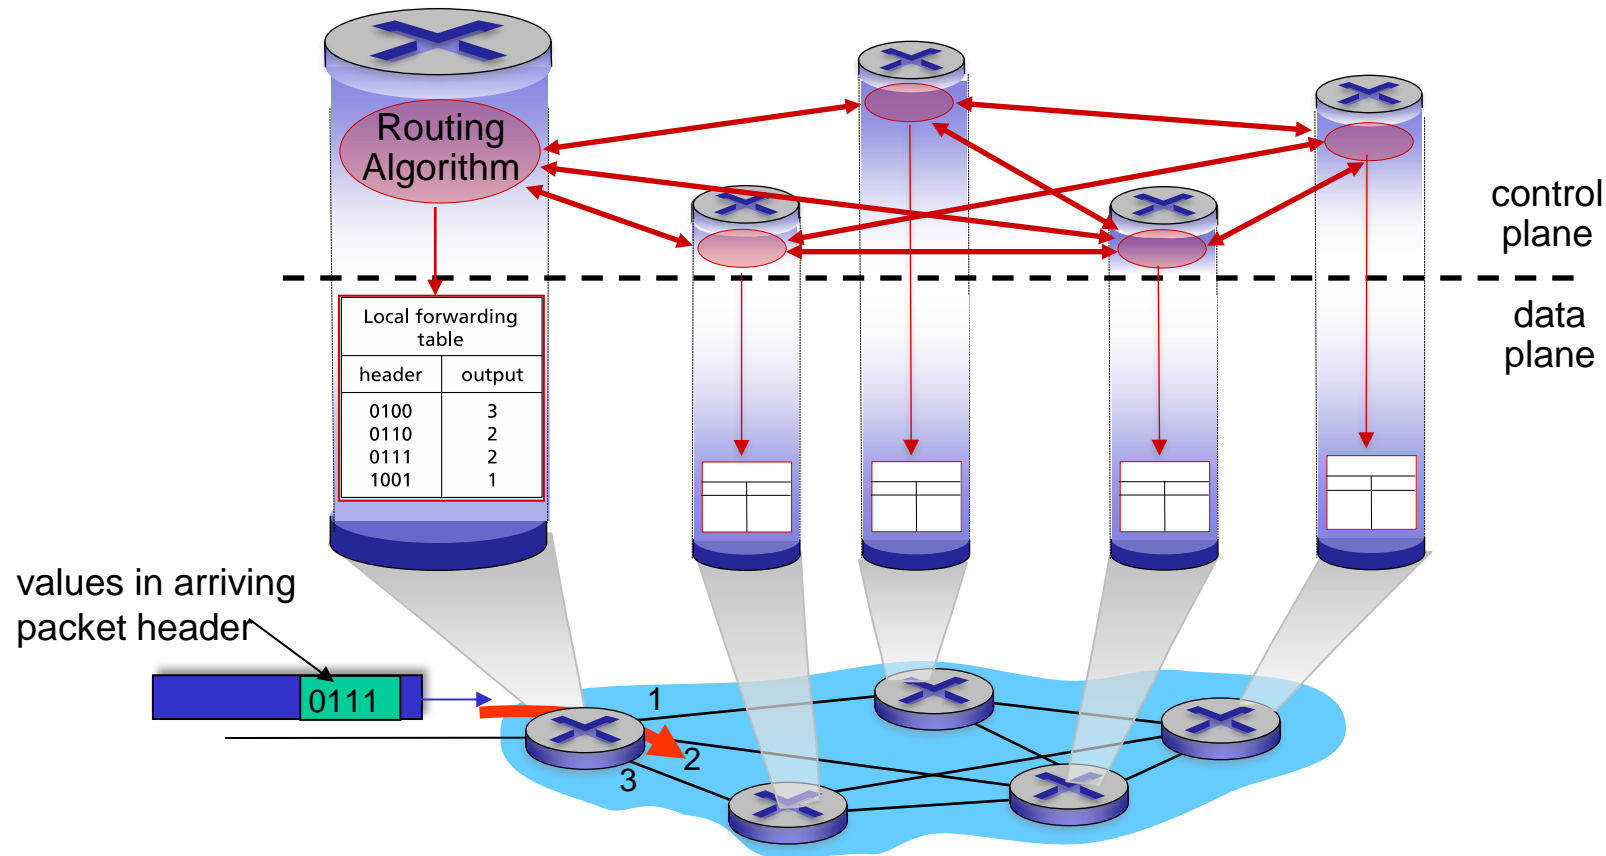 Routing
Algorithm
control
plane
data
plane
Local forwarding
table
header output
0100 3
0110 2
0111 2
1001 1
values in arriving
packet header
0111
1
2
3